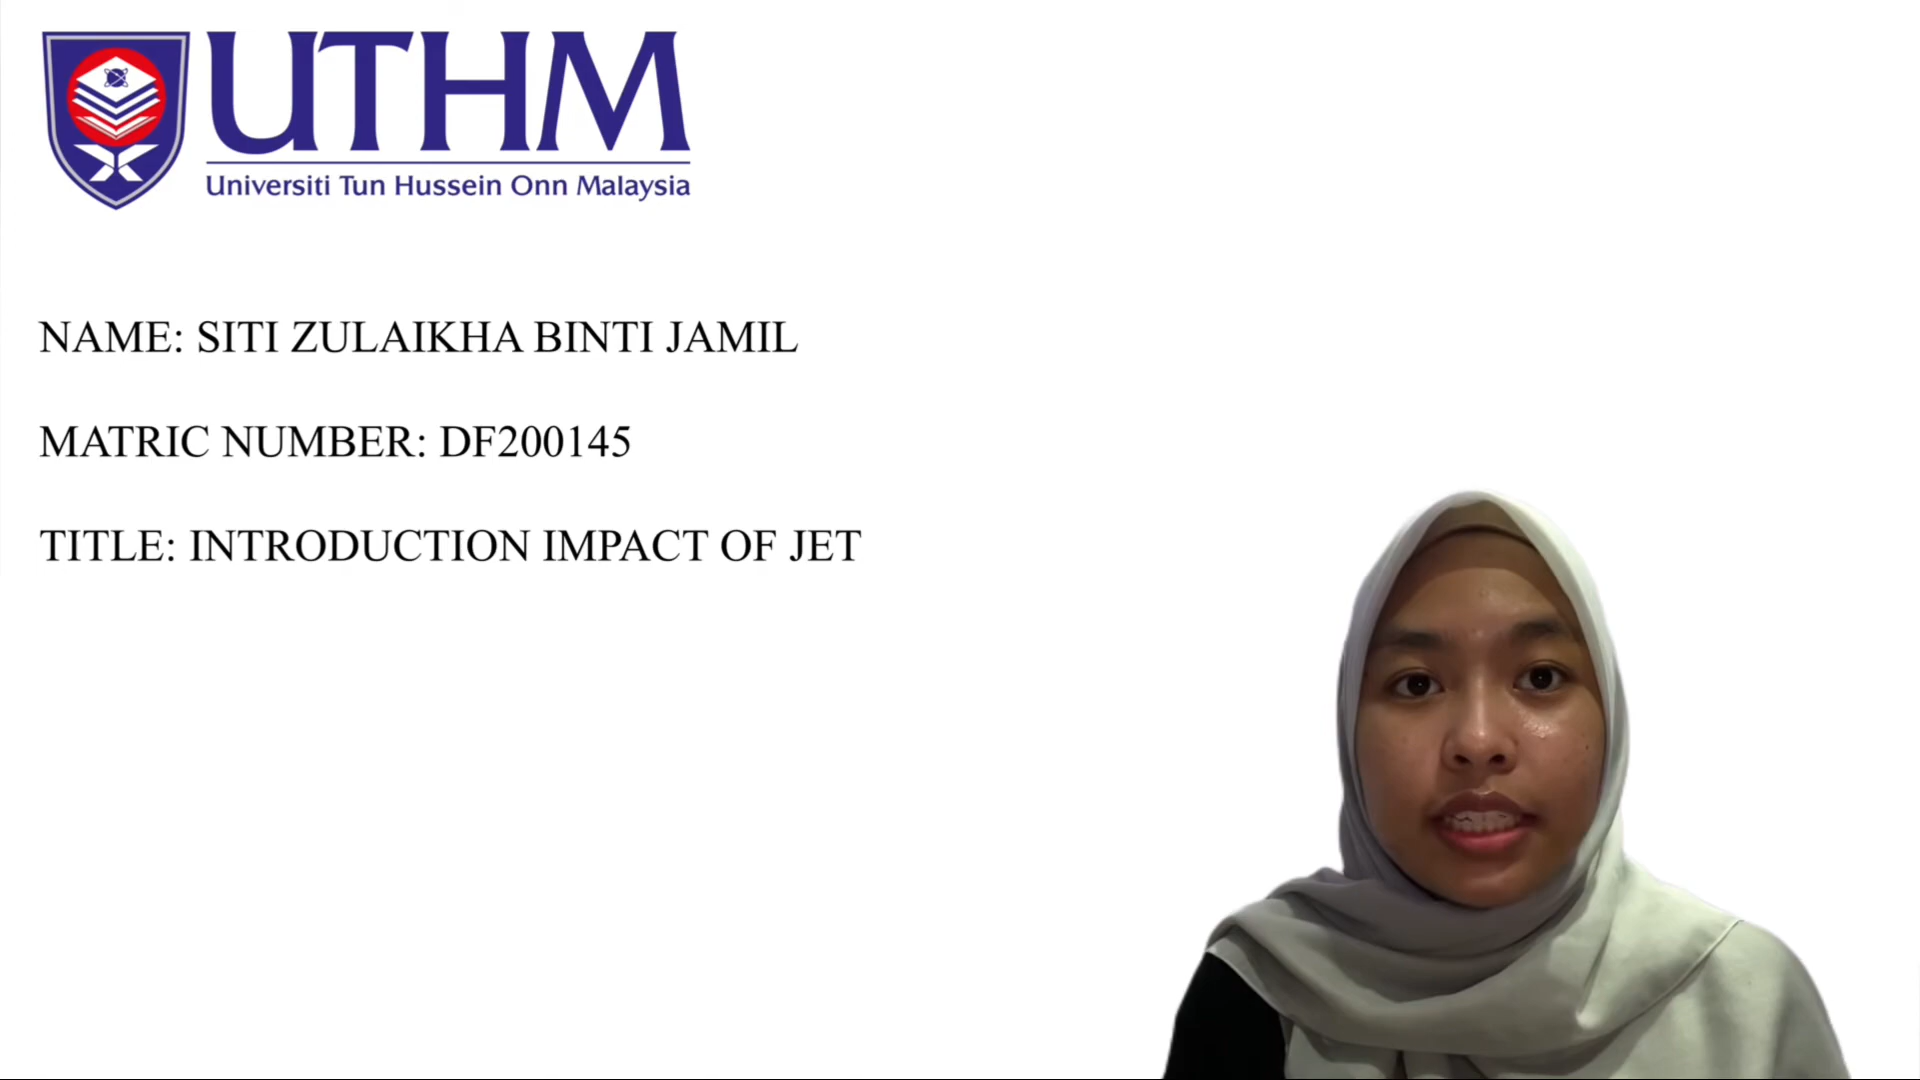 UTHM
Universiti Tun Hussein Onn Malaysia
NAME: SITI ZULAIKHA BINTI JAMIL
MATRIC NUMBER: DF200145
TITLE: INTRODUCTION IMPACT OF JET